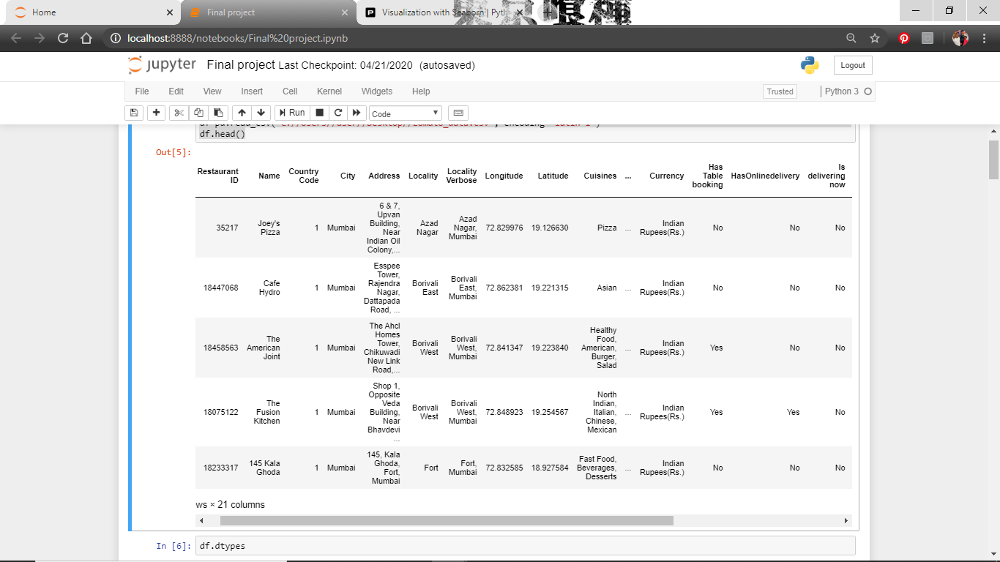 Home
Final project
Visualization with Seaborn | Pyth
localhost:8888/notebooks/Final%20project.ipynb
jupyter Final project Last Checkpoint: 04/21/2020 (autosaved)
Logout
File Edit View Insert Cell Kernel Widgets Help
Trusted
Python 3
Run
Code
df.head()
Out[5]:
Restaurant ID Name Country Code City Address Locality Locality Verbose Longitude Latitude Cuisines ... Currency Has Table booking HasOnlinedelivery Is delivering now
35217 Joey's Pizza 1 Mumbai 6 & 7, Upvan Building, Near Indian Oil Colony,... Azad Nagar Azad Nagar, Mumbai 72.829976 19.126630 Pizza ... Indian Rupees(Rs.) No No No
18447068 Cafe Hydro 1 Mumbai Esspee Tower, Rajendra Nagar, Dattapada Road, ... Borivali East Borivali East, Mumbai 72.862381 19.221315 Asian ... Indian Rupees(Rs.) No No No
18458563 The American Joint 1 Mumbai The Ahcl Homes Tower, Chikuwadi New Link Road,... Borivali West Borivali West, Mumbai 72.841347 19.223840 Healthy Food, American, Burger, Salad ... Indian Rupees(Rs.) Yes No No
18075122 The Fusion Kitchen 1 Mumbai Shop 1, Opposite Veda Building, Near Bhavdevi ... Borivali West Borivali West, Mumbai 72.848923 19.254567 North Indian, Italian, Chinese, Mexican ... Indian Rupees(Rs.) Yes Yes No
18233317 145 Kala Ghoda 1 Mumbai 145, Kala Ghoda, Fort, Mumbai Fort Fort, Mumbai 72.832585 18.927584 Fast Food, Beverages, Desserts ... Indian Rupees(Rs.) No No No
ws × 21 columns
In [6]: df.dtypes